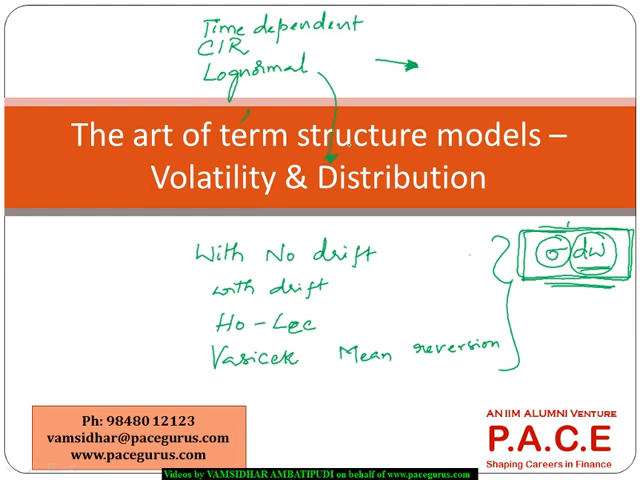 Time dependent
CIR
Lognormal
The art of term structure models –
Volatility & Distribution
With No drift
with drift
Ho - Lee
Vasicek Mean reversion
σ dw
Ph: 98480 12123
vamsidhar@pacegurus.com
www.pacegurus.com
AN IIM ALUMNI VENTURE
P.A.C.E
Shaping Careers in Finance
Videos by VAMSIDHAR AMBATIPUDI on behalf of www.pacegurus.com